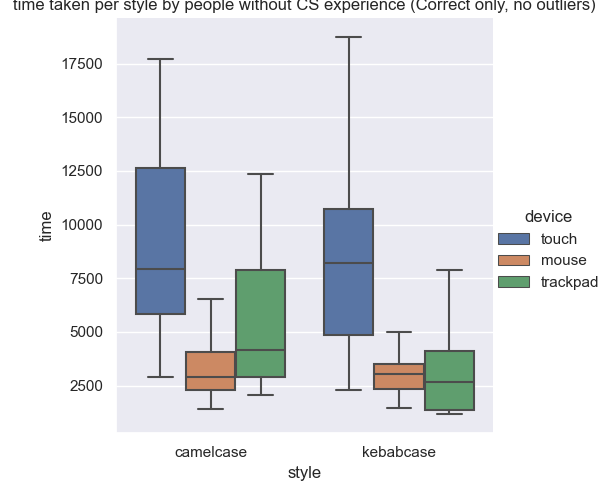 time taken per style by people without CS experience (Correct only, no outliers)
17500
15000
12500
10000
7500
5000
2500
time
camelcase
kebabcase
style
device
touch
mouse
trackpad